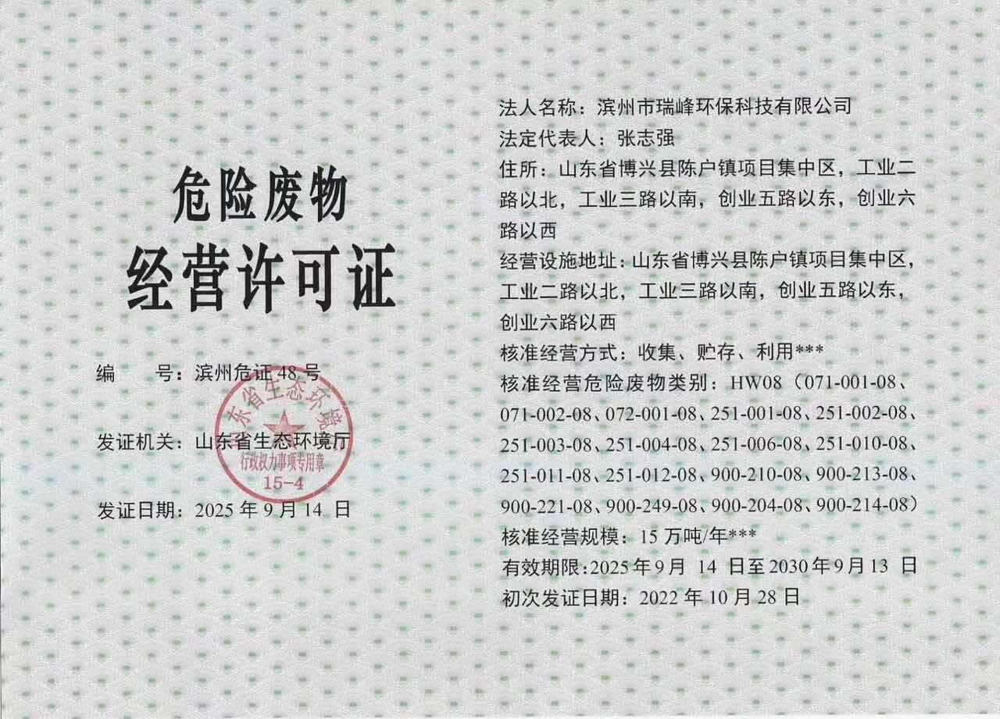 危险废物
经营许可证
编 号：滨州危证 48 号
发证机关：山东省生态环境厅
发证日期：2025 年 9 月 14 日
山东省生态环境厅
行政权力事项专用章
15-4
法人名称：滨州市瑞峰环保科技有限公司
法定代表人：张志强
住所：山东省博兴县陈户镇项目集中区，工业二
路以北，工业三路以南，创业五路以东，创业六
路以西
经营设施地址：山东省博兴县陈户镇项目集中区，
工业二路以北，工业三路以南，创业五路以东，
创业六路以西
核准经营方式：收集、贮存、利用***
核准经营危险废物类别：HW08（071-001-08、
071-002-08、072-001-08、251-001-08、251-002-08、
251-003-08、251-004-08、251-006-08、251-010-08、
251-011-08、251-012-08、900-210-08、900-213-08、
900-221-08、900-249-08、900-204-08、900-214-08）
核准经营规模：15 万吨/年***
有效期限：2025 年 9 月 14 日至 2030 年 9 月 13 日
初次发证日期：2022 年 10 月 28 日